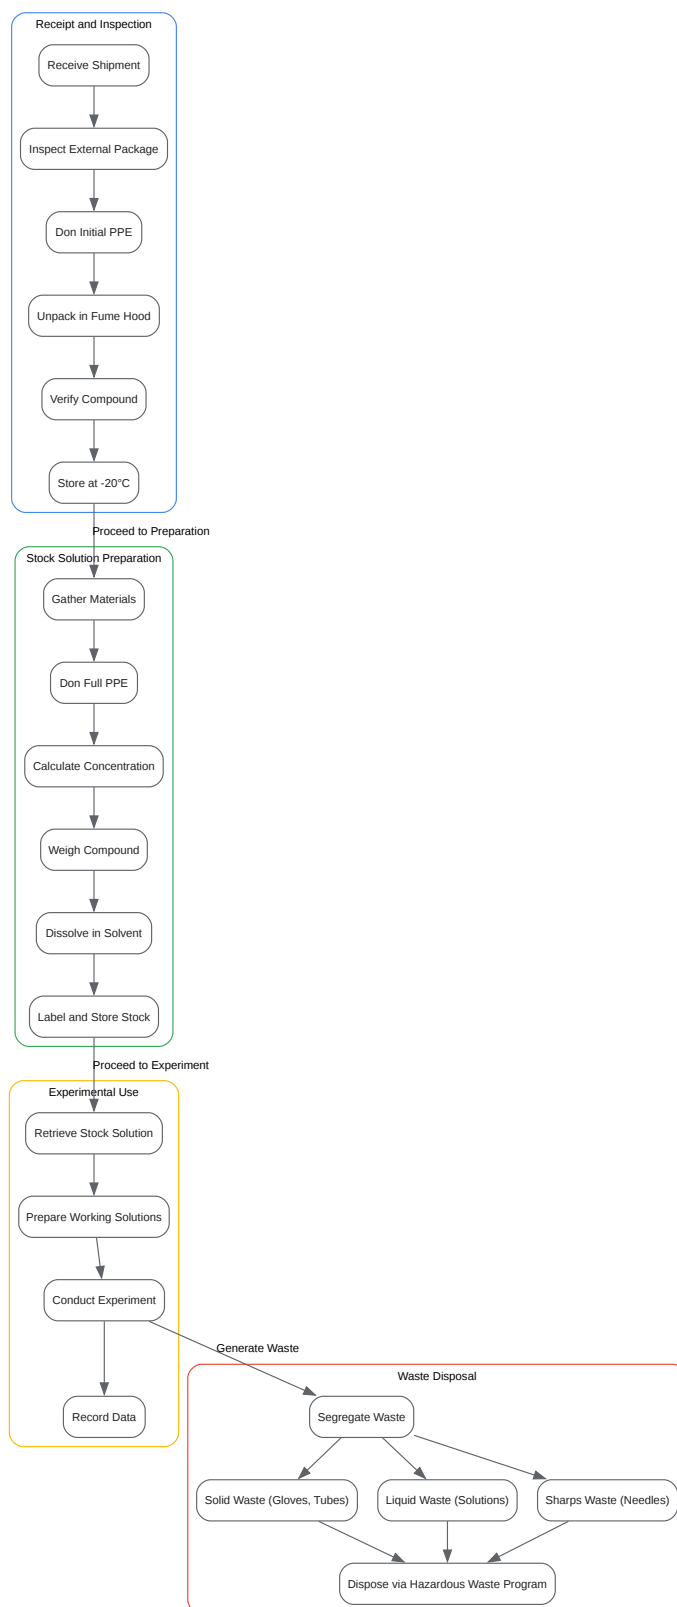 Receipt and Inspection
Receive Shipment
Inspect External Package
Don Initial PPE
Unpack in Fume Hood
Verify Compound
Store at -20°C
Proceed to Preparation
Stock Solution Preparation
Gather Materials
Don Full PPE
Calculate Concentration
Weigh Compound
Dissolve in Solvent
Label and Store Stock
Proceed to Experiment
Experimental Use
Retrieve Stock Solution
Prepare Working Solutions
Conduct Experiment
Generate Waste
Record Data
Waste Disposal
Segregate Waste
Solid Waste (Gloves, Tubes)
Liquid Waste (Solutions)
Sharps Waste (Needles)
Dispose via Hazardous Waste Program